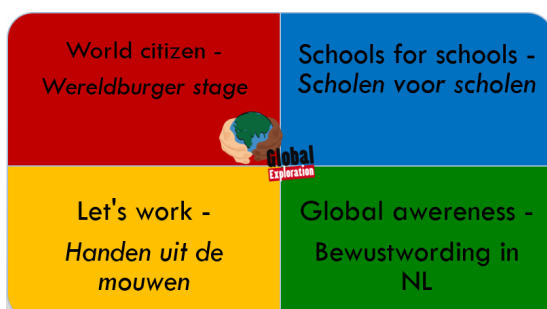 World citizen -
Wereldburger stage
Schools for schools -
Scholen voor scholen
Global
Exploration
Let's work -
Handen uit de
mouwen
Global awereness -
Bewustwording in
NL